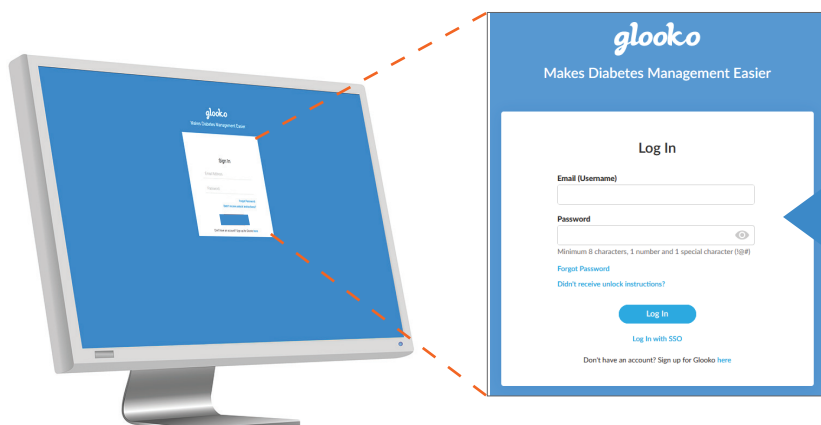 glooko
Makes Diabetes Management Easier
Sign In
glooko
Makes Diabetes Management Easier
Log In
Email (Username)
Password
Minimum 8 characters, 1 number and 1 special character (!@#)
Forgot Password
Didn't receive unlock instructions?
Log In
Log In with SSO
Don't have an account? Sign up for Glooko here